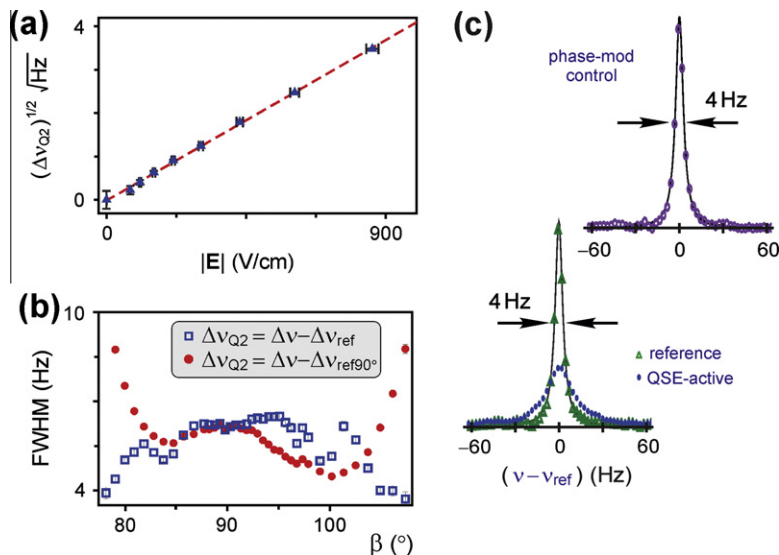 (a)
4
0
(Δν_Q2)^1/2 √Hz
0
900
|E| (V/cm)
(b)
10
4
FWHM (Hz)
Δν_Q2 = Δν–Δν_ref
Δν_Q2 = Δν–Δν_ref90°
80
90
100
β (°)
(c)
phase-mod
control
4 Hz
–60
0
60
4 Hz
reference
QSE-active
–60
0
60
(ν–ν_ref) (Hz)